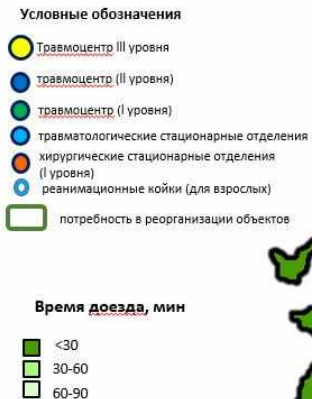 Условные обозначения
Травмоцентр III уровня
травмоцентр (II уровня)
травмоцентр (I уровня)
травматологические стационарные отделения
хирургические стационарные отделения
(I уровня)
реанимационные койки (для взрослых)
потребность в реорганизации объектов
Время доезда, мин
<30
30-60
60-90